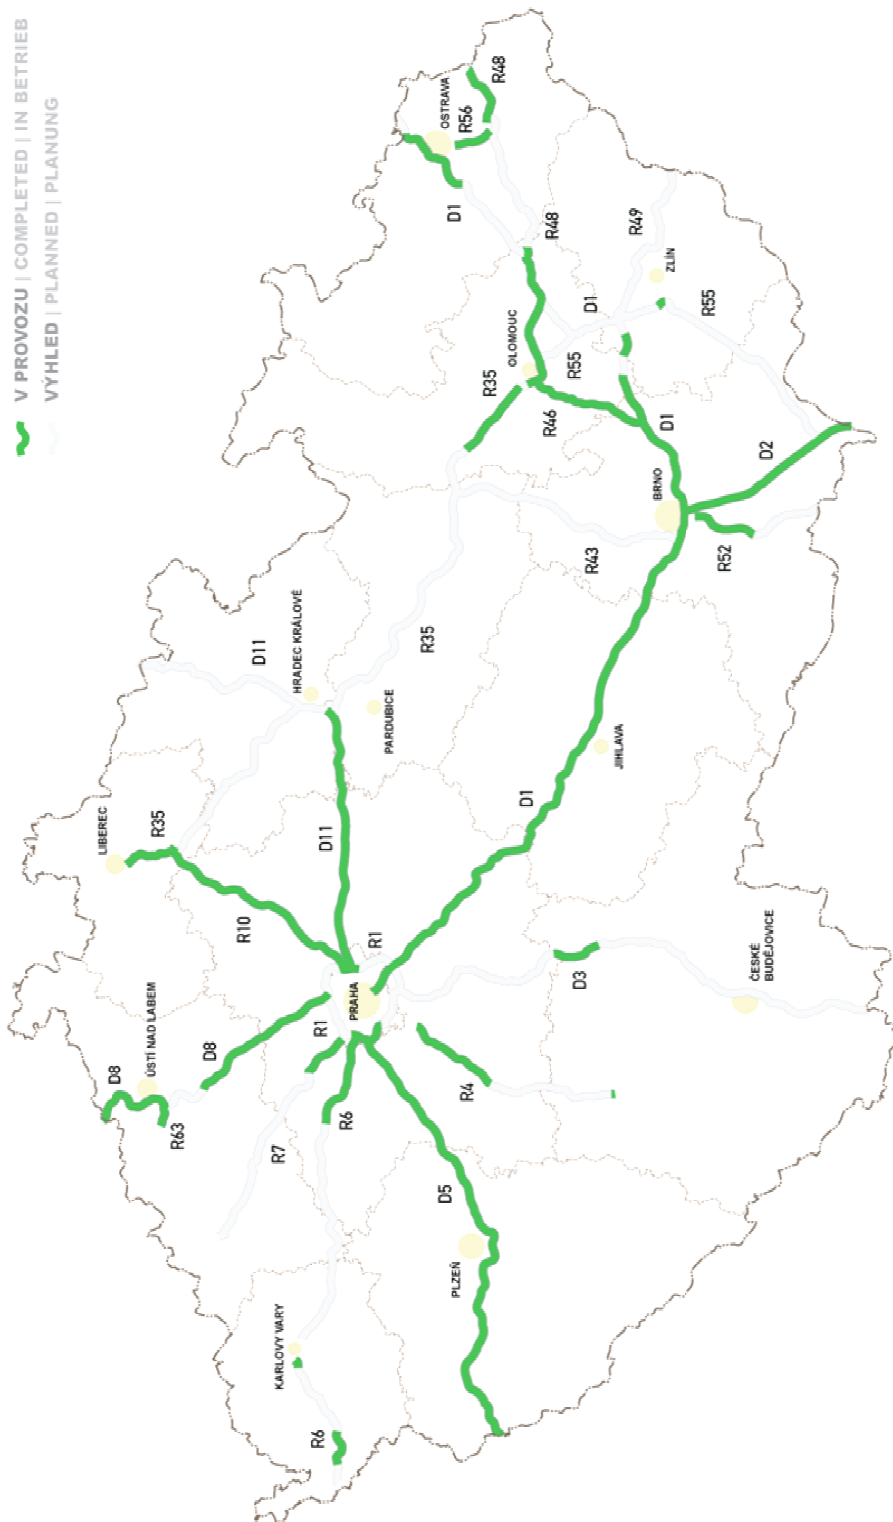 V PROVOZU | COMPLETED | IN BETRIEB
VÝHLED | PLANNED | PLANUNG
D8
ÚSTÍ NAD LABEM
R63
D8
LIBEREC
R35
R10
D11
HRADEC KRÁLOVÉ
PARDUBICE
D11
R35
R7
R6
R1
PRAHA
R1
KARLOVY VARY
R6
D5
PLZEŇ
R4
D3
ČESKÉ
BUDĚJOVICE
D1
JIHLAVA
R43
BRNO
R52
D2
D1
R46
R35
OLOMOUC
R55
D1
R48
D1
OSTRAVA
R56
R48
R49
ZLÍN
R55